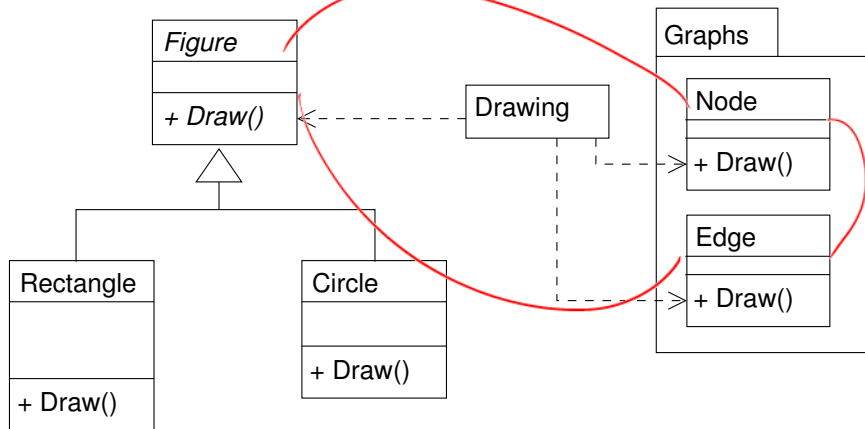 Figure
+ Draw()
Drawing
Graphs
Node
+ Draw()
Edge
+ Draw()
Rectangle
+ Draw()
Circle
+ Draw()